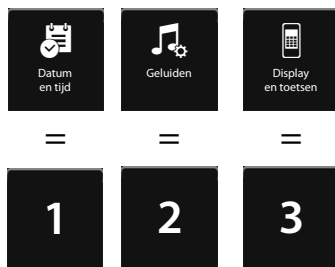 Datum
en tijd
Geluiden
Display
en toetsen
= = =
1 2 3